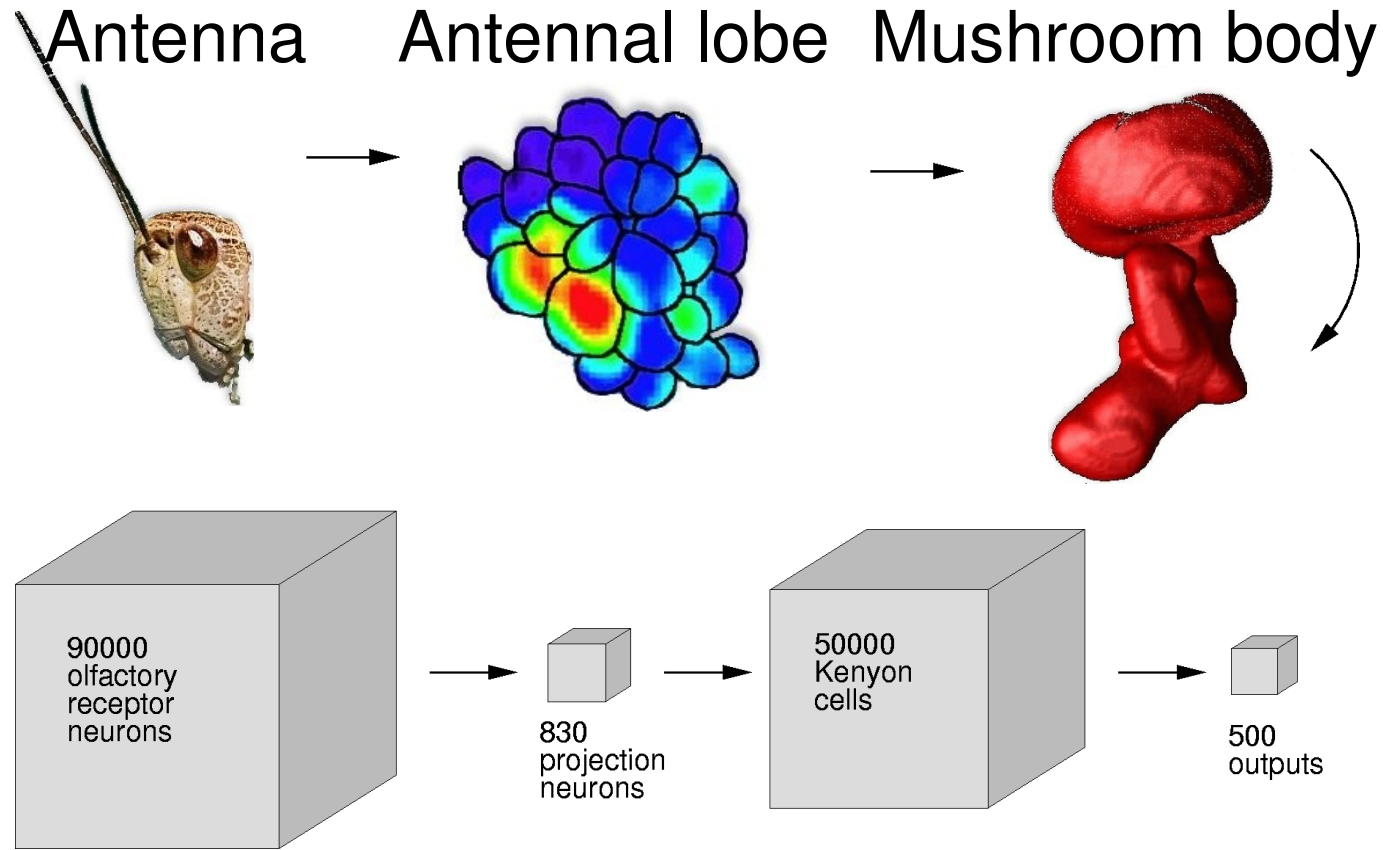 Antenna
Antennal lobe
Mushroom body
90000
olfactory
receptor
neurons
830
projection
neurons
50000
Kenyon
cells
500
outputs